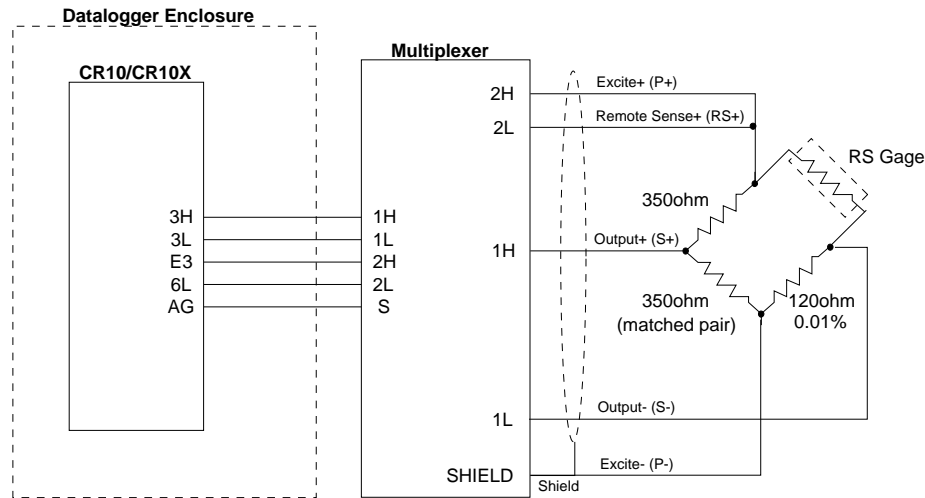 Datalogger Enclosure
Multiplexer
CR10/CR10X
3H
3L
E3
6L
AG
1H
1L
2H
2L
S
2H
2L
1H
1L
SHIELD
Excite+ (P+)
Remote Sense+ (RS+)
Output+ (S+)
Output- (S-)
Excite- (P-)
Shield
RS Gage
350ohm
350ohm
(matched pair)
120ohm
0.01%